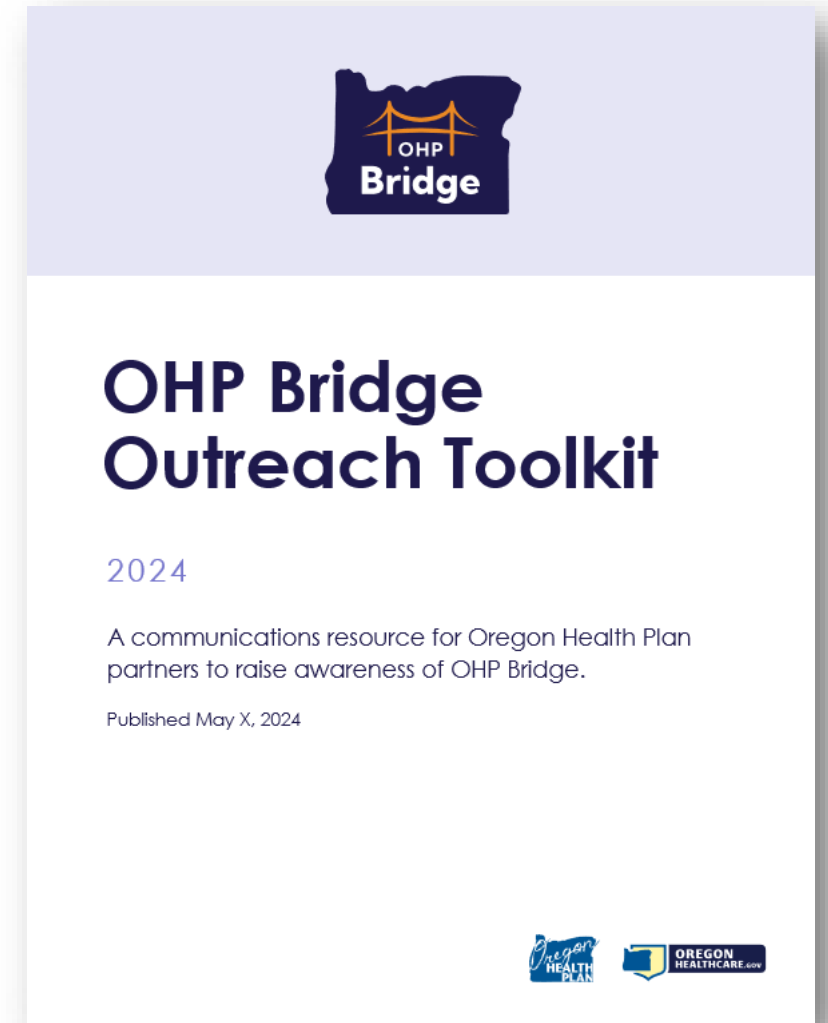 OHP
Bridge
OHP Bridge
Outreach Toolkit
2024
A communications resource for Oregon Health Plan
partners to raise awareness of OHP Bridge.
Published May X, 2024
Oregon
HEALTH
PLAN
OREGON
HEALTHCARE.GOV